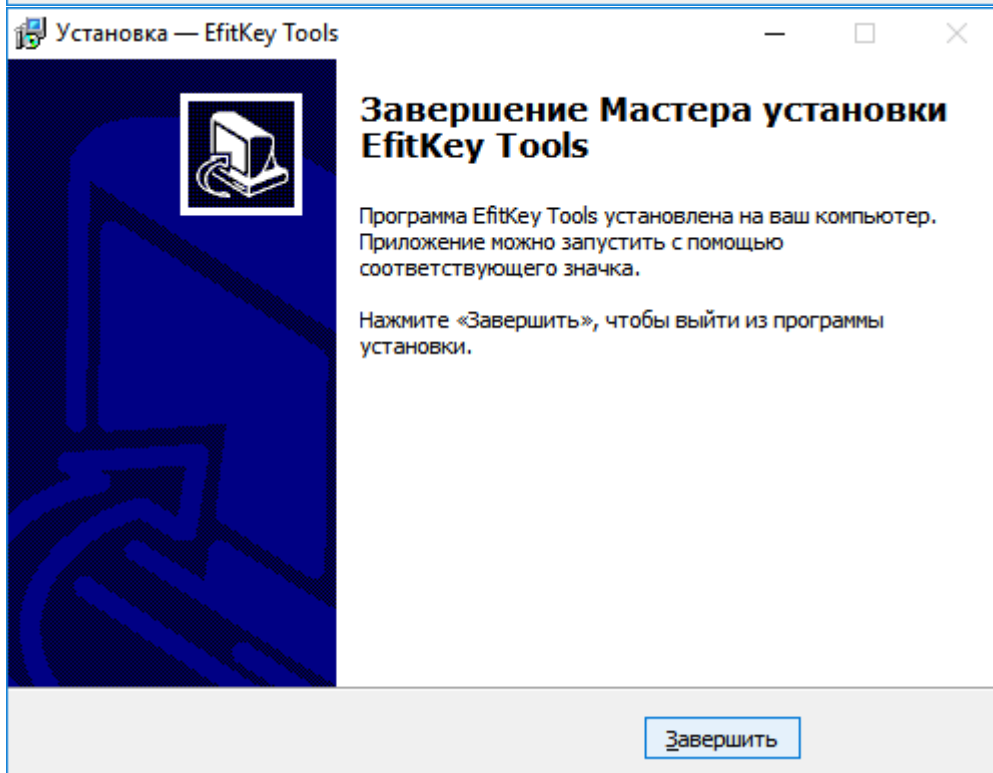 Установка — EfitKey Tools
Завершение Мастера установки
EfitKey Tools
Программа EfitKey Tools установлена на ваш компьютер.
Приложение можно запустить с помощью
соответствующего значка.
Нажмите «Завершить», чтобы выйти из программы
установки.
Завершить